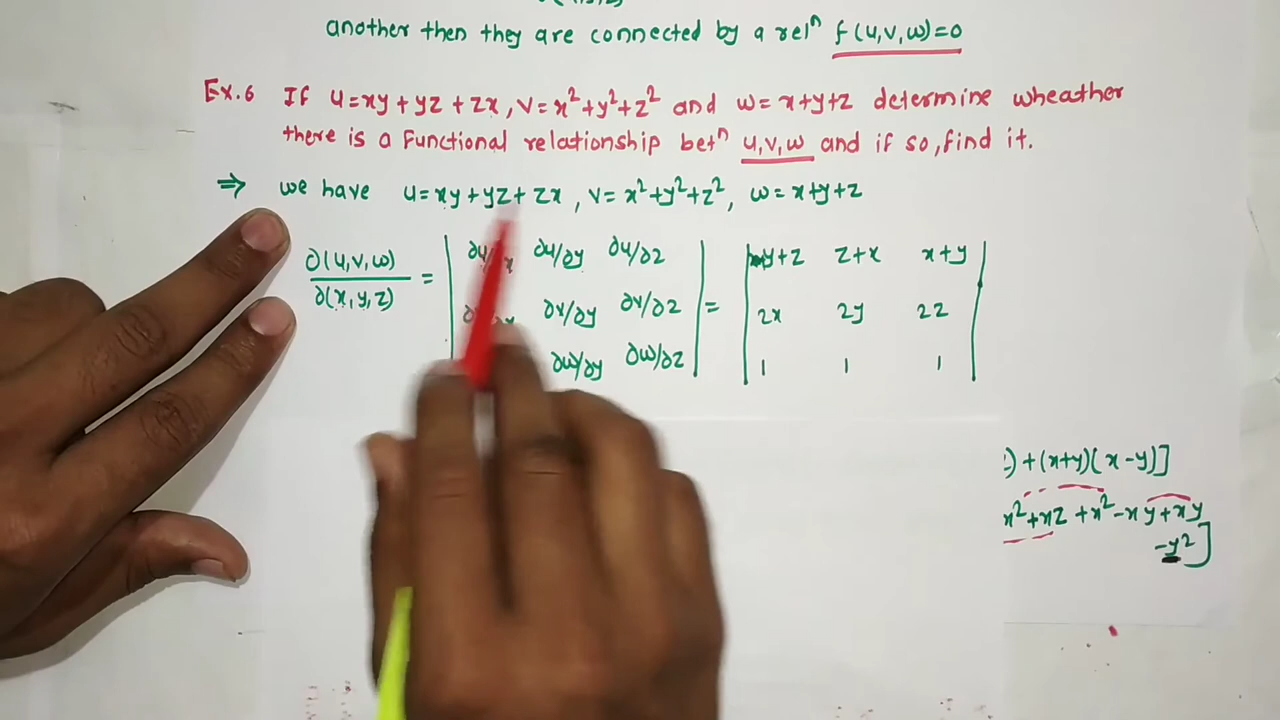 another then they are connected by a relⁿ f(u,v,w)=0
Ex.6 If u=xy+yz+zx, v=x²+y²+z² and w=x+y+z determine wheather
there is a functional relationship betⁿ u,v,w and if so, find it.
⇒ we have u=xy+yz+zx, v=x²+y²+z², w=x+y+z
∂(u,v,w)/∂(x,y,z) = | ∂u/∂x ∂u/∂y ∂u/∂z | = | y+z z+x x+y |
∂v/∂y ∂v/∂z 2x 2y 2z
∂w/∂y ∂w/∂z 1 1 1
)+(x+y)(x-y)]
x²+xz+x²-xy+xy
-y²]